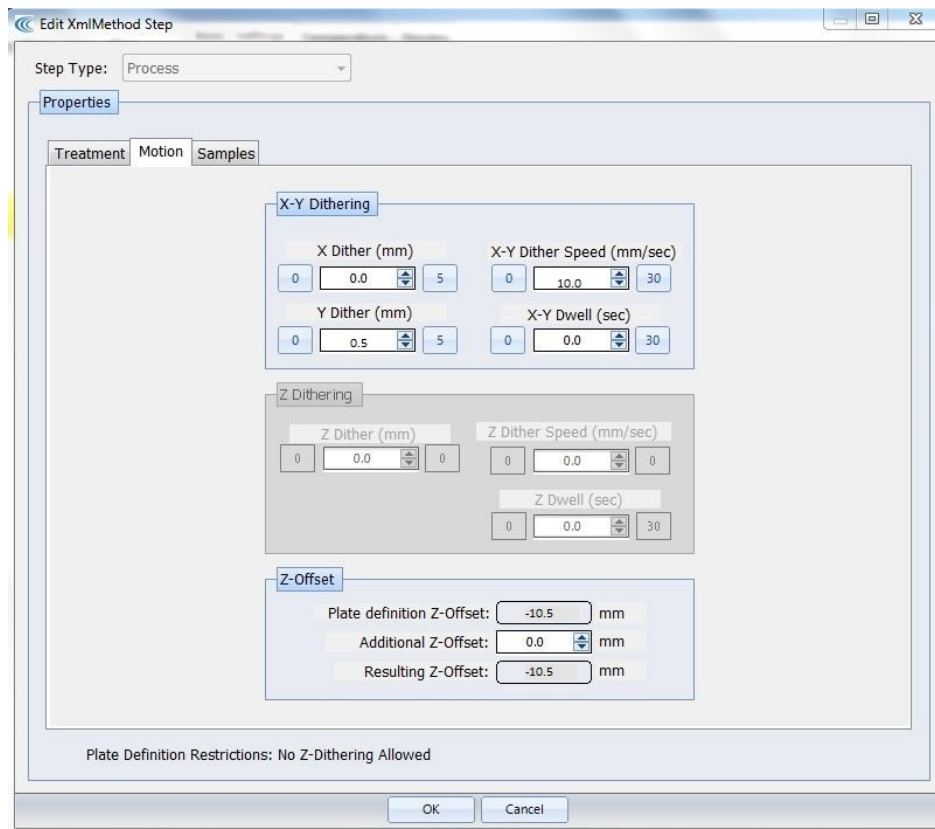 Edit XmlMethod Step
Step Type: Process
Properties
Treatment Motion Samples
X-Y Dithering
X Dither (mm) X-Y Dither Speed (mm/sec)
0 0.0 5 0 10.0 30
Y Dither (mm) X-Y Dwell (sec)
0 0.5 5 0 0.0 30
Z Dithering
Z Dither (mm) Z Dither Speed (mm/sec)
0 0.0 0 0 0.0 0
Z Dwell (sec)
0 0.0 30
Z-Offset
Plate definition Z-Offset: -10.5 mm
Additional Z-Offset: 0.0 mm
Resulting Z-Offset: -10.5 mm
Plate Definition Restrictions: No Z-Dithering Allowed
OK Cancel